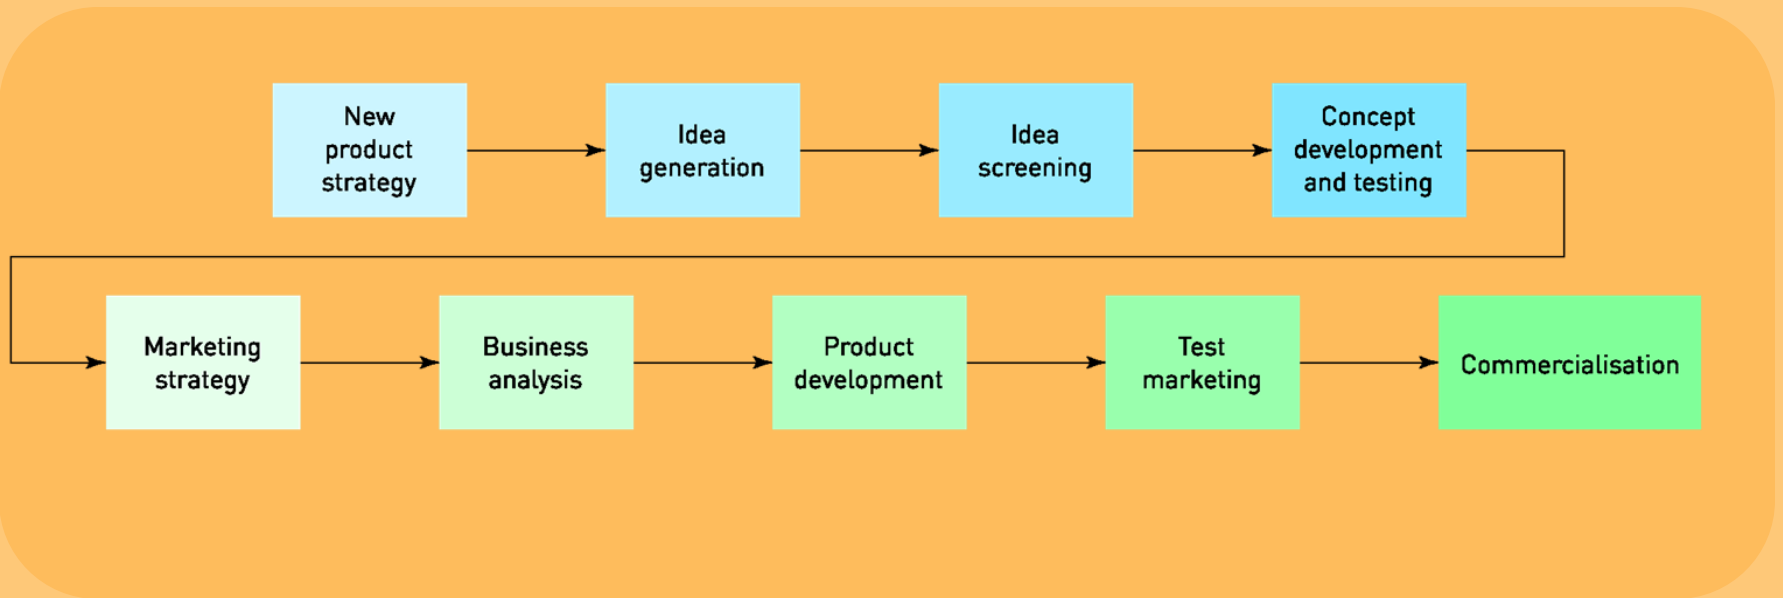 New
product
strategy
Idea
generation
Idea
screening
Concept
development
and testing
Marketing
strategy
Business
analysis
Product
development
Test
marketing
Commercialisation